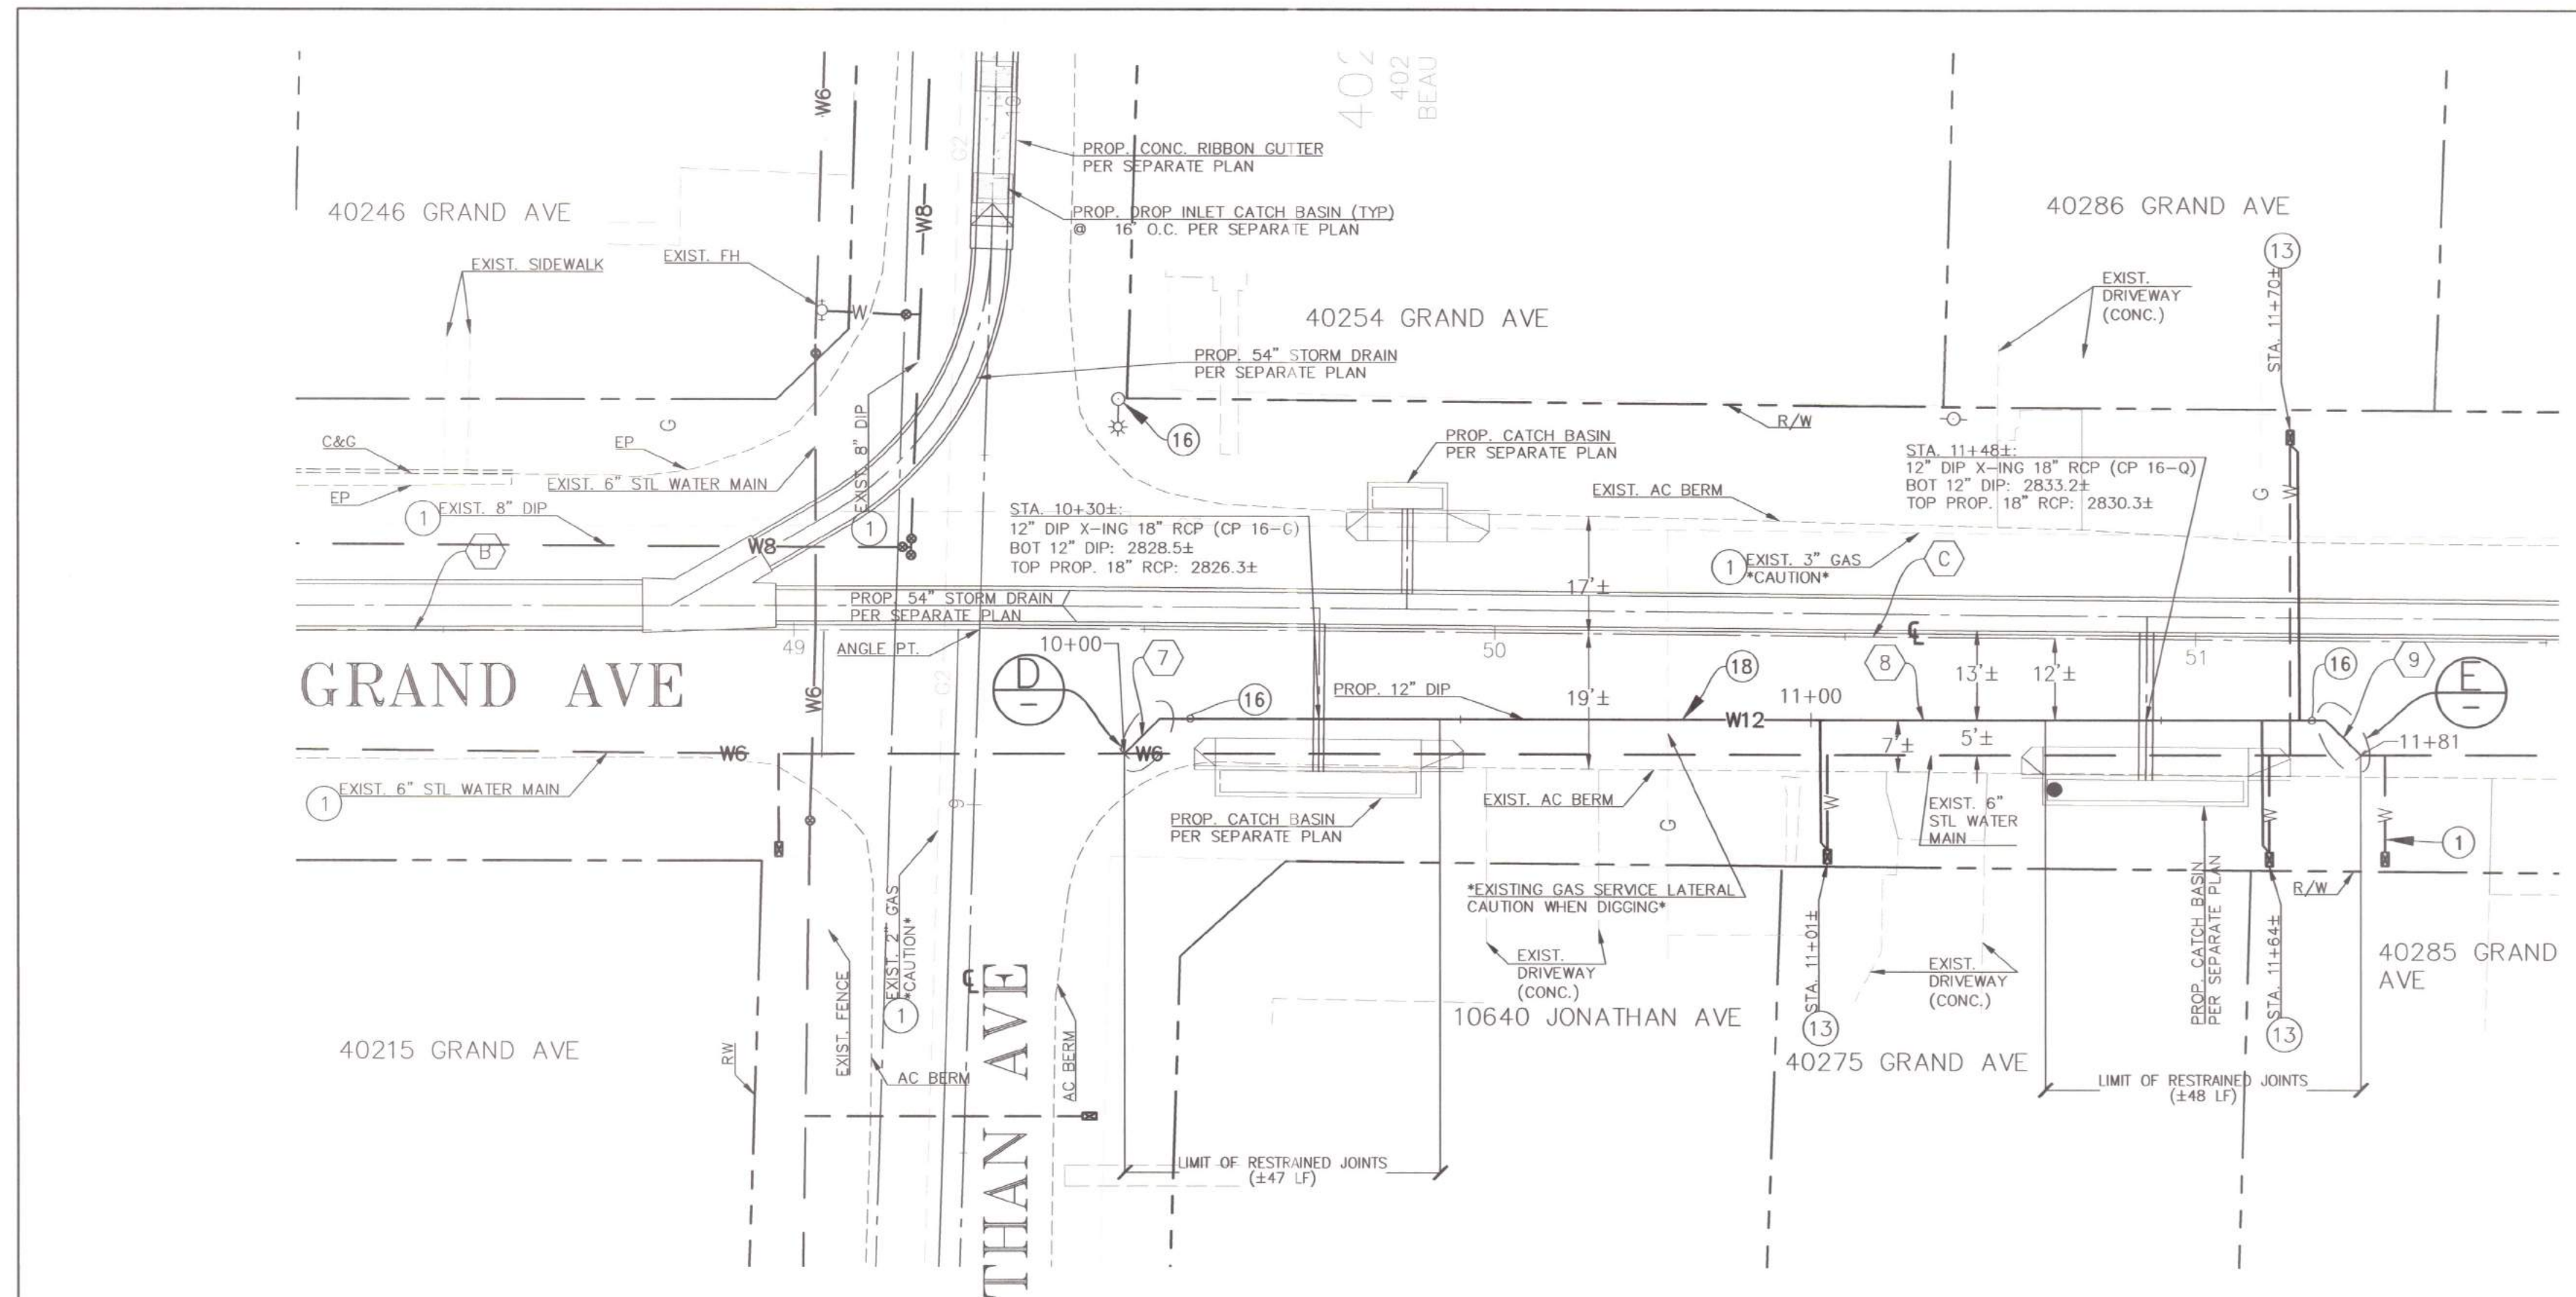 402
402
BEAU
W6
W8
G2
10
PROP. CONC. RIBBON GUTTER
PER SEPARATE PLAN
PROP. DROP INLET CATCH BASIN (TYP)
@ 16' O.C. PER SEPARATE PLAN
40246 GRAND AVE
40286 GRAND AVE
EXIST. SIDEWALK
EXIST. FH
W
13
STA. 11+70±
EXIST.
DRIVEWAY
(CONC.)
40254 GRAND AVE
PROP. 54" STORM DRAIN
PER SEPARATE PLAN
EXIST. 8" DIP
1
16
R/W
C&G
G
EP
EP
EXIST. 6" STL WATER MAIN
1
EXIST. 8" DIP
PROP. CATCH BASIN
PER SEPARATE PLAN
EXIST. AC BERM
STA. 11+48±:
12" DIP X-ING 18" RCP (CP 16-Q)
BOT 12" DIP: 2833.2±
TOP PROP. 18" RCP: 2830.3±
G
W
STA. 10+30±:
12" DIP X-ING 18" RCP (CP 16-G)
BOT 12" DIP: 2828.5±
TOP PROP. 18" RCP: 2826.3±
B
W8
1
EXIST. 3" GAS
*CAUTION*
C
17'±
PROP. 54" STORM DRAIN
PER SEPARATE PLAN
49
ANGLE PT.
10+00
7
50
℄
51
GRAND AVE
W6
G2
D
-
16
PROP. 12" DIP
19'±
18
11+00
W12
8
13'±
12'±
16
9
E
-
11+81
W6
W6
7'±
5'±
1
EXIST. 6" STL WATER MAIN
9
PROP. CATCH BASIN
PER SEPARATE PLAN
EXIST. AC BERM
G
W
EXIST. 6"
STL WATER
MAIN
W
W
1
*EXISTING GAS SERVICE LATERAL
CAUTION WHEN DIGGING*
R/W
PROP. CATCH BASIN
PER SEPARATE PLAN
EXIST. 2" GAS
*CAUTION*
1
EXIST. FENCE
℄
EXIST.
DRIVEWAY
(CONC.)
STA. 11+01±
13
EXIST.
DRIVEWAY
(CONC.)
STA. 11+64±
13
40285 GRAND
AVE
10640 JONATHAN AVE
40215 GRAND AVE
RW
AC BERM
AC BERM
THAN AVE
40275 GRAND AVE
LIMIT OF RESTRAINED JOINTS
(±48 LF)
LIMIT OF RESTRAINED JOINTS
(±47 LF)